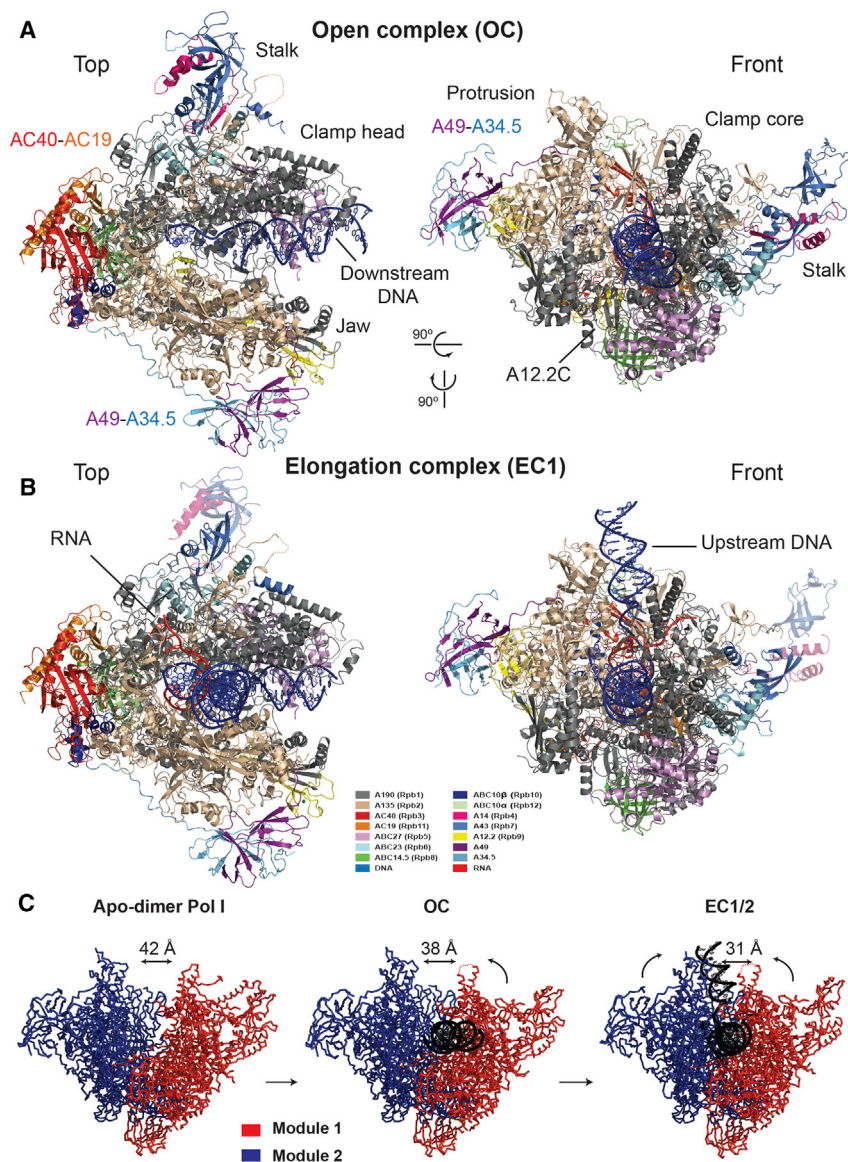 A
Open complex (OC)
Top
Stalk
Front
Protrusion
A49-A34.5
Clamp core
AC40-AC19
Clamp head
Downstream
DNA
Stalk
Jaw
90º
A12.2C
90º
A49-A34.5
B
Elongation complex (EC1)
Top
Front
RNA
Upstream DNA
A190 (Rpb1)
A135 (Rpb2)
AC40 (Rpb3)
AC19 (Rpb11)
ABC27 (Rpb5)
ABC23 (Rpb6)
ABC14.5 (Rpb8)
DNA
ABC10β (Rpb10)
ABC10α (Rpb12)
A14 (Rpb4)
A43 (Rpb7)
A12.2 (Rpb9)
A49
A34.5
RNA
C
Apo-dimer Pol I
OC
EC1/2
42 Å
38 Å
31 Å
Module 1
Module 2